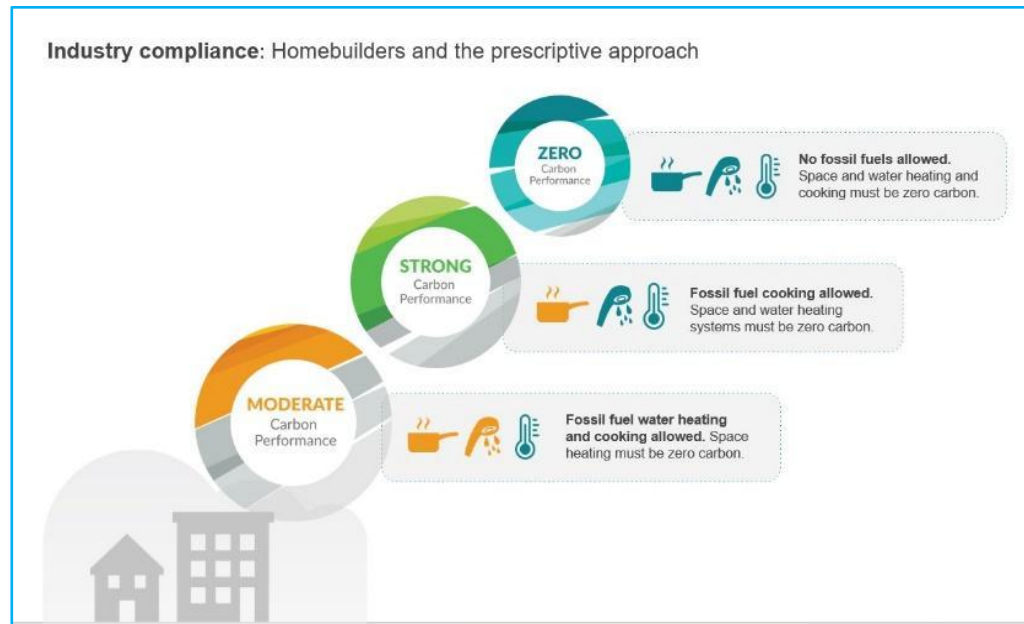 Industry compliance: Homebuilders and the prescriptive approach
ZERO
Carbon
Performance
No fossil fuels allowed.
Space and water heating and
cooking must be zero carbon.
STRONG
Carbon
Performance
Fossil fuel cooking allowed.
Space and water heating
systems must be zero carbon.
MODERATE
Carbon
Performance
Fossil fuel water heating
and cooking allowed. Space
heating must be zero carbon.